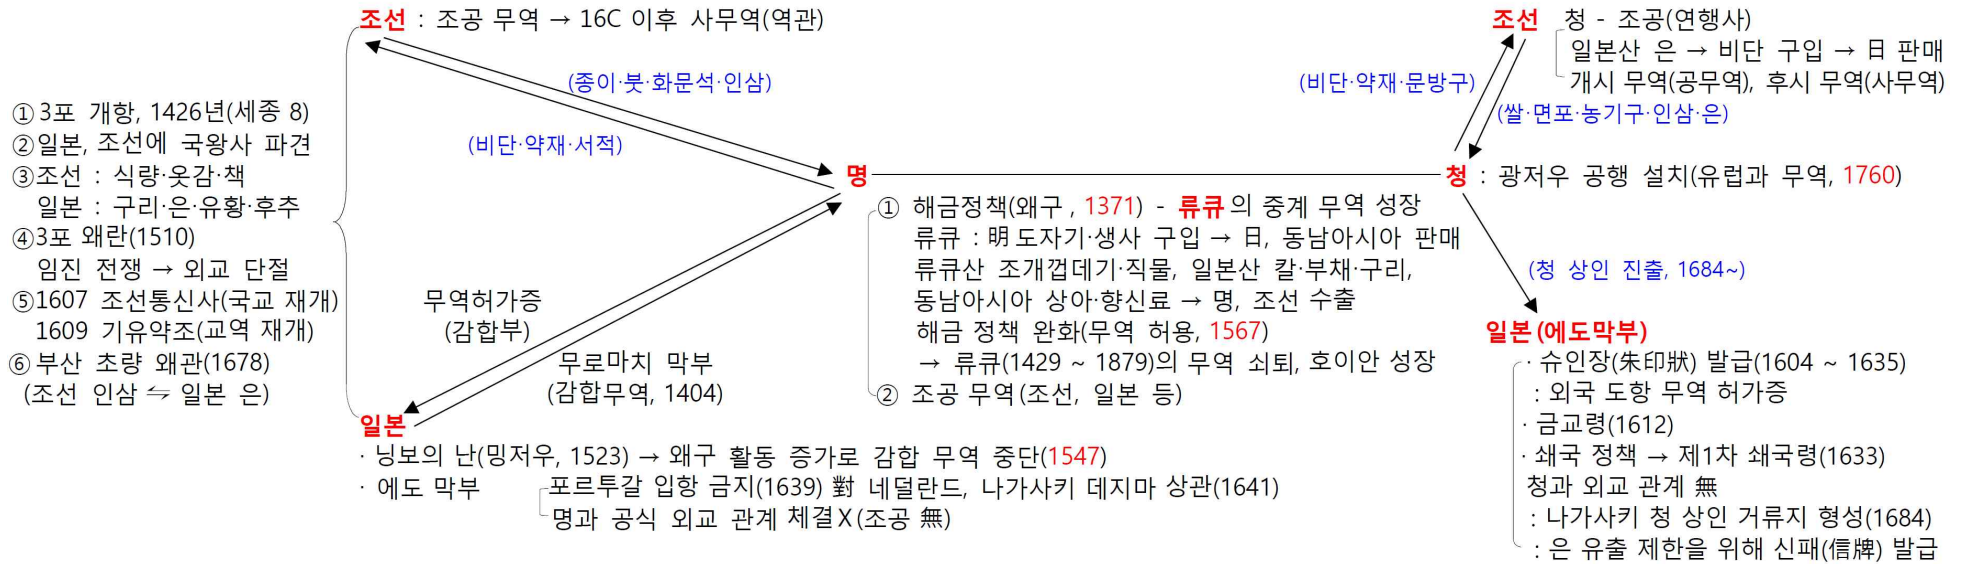 조선 : 조공 무역 → 16C 이후 사무역(역관)
(종이·붓·화문석·인삼)
(비단·약재·서적)
① 3포 개항, 1426년(세종 8)
② 일본, 조선에 국왕사 파견
③ 조선 : 식량·옷감·책
일본 : 구리·은·유황·후추
④ 3포 왜란(1510)
임진 전쟁 → 외교 단절
⑤ 1607 조선통신사(국교 재개)
1609 기유약조(교역 재개)
⑥ 부산 초량 왜관(1678)
(조선 인삼 ⇋ 일본 은)
무역허가증
(감합부)
무로마치 막부
(감합무역, 1404)
일본
· 닝보의 난(밍저우, 1523) → 왜구 활동 증가로 감합 무역 중단(1547)
· 에도 막부
포르투갈 입항 금지(1639) 對 네덜란드, 나가사키 데지마 상관(1641)
명과 공식 외교 관계 체결X(조공 無)
명
① 해금정책(왜구, 1371) - 류큐의 중계 무역 성장
류큐 : 明 도자기·생사 구입 → 日, 동남아시아 판매
류큐산 조개껍데기·직물, 일본산 칼·부채·구리,
동남아시아 상아·향신료 → 명, 조선 수출
해금 정책 완화(무역 허용, 1567)
→ 류큐(1429 ~ 1879)의 무역 쇠퇴, 호이안 성장
② 조공 무역(조선, 일본 등)
조선 청 - 조공(연행사)
일본산 은 → 비단 구입 → 日 판매
개시 무역(공무역), 후시 무역(사무역)
(비단·약재·문방구)
(쌀·면포·농기구·인삼·은)
청 : 광저우 공행 설치(유럽과 무역, 1760)
(청 상인 진출, 1684~)
일본(에도막부)
· 슈인장(朱印狀) 발급(1604 ~ 1635)
: 외국 도항 무역 허가증
· 금교령(1612)
· 쇄국 정책 → 제1차 쇄국령(1633)
청과 외교 관계 無
: 나가사키 청 상인 거류지 형성(1684)
: 은 유출 제한을 위해 신패(信牌) 발급